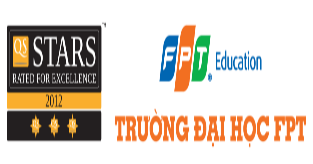 QS STARS
RATED FOR EXCELLENCE
2012
FPT Education
TRƯỜNG ĐẠI HỌC FPT